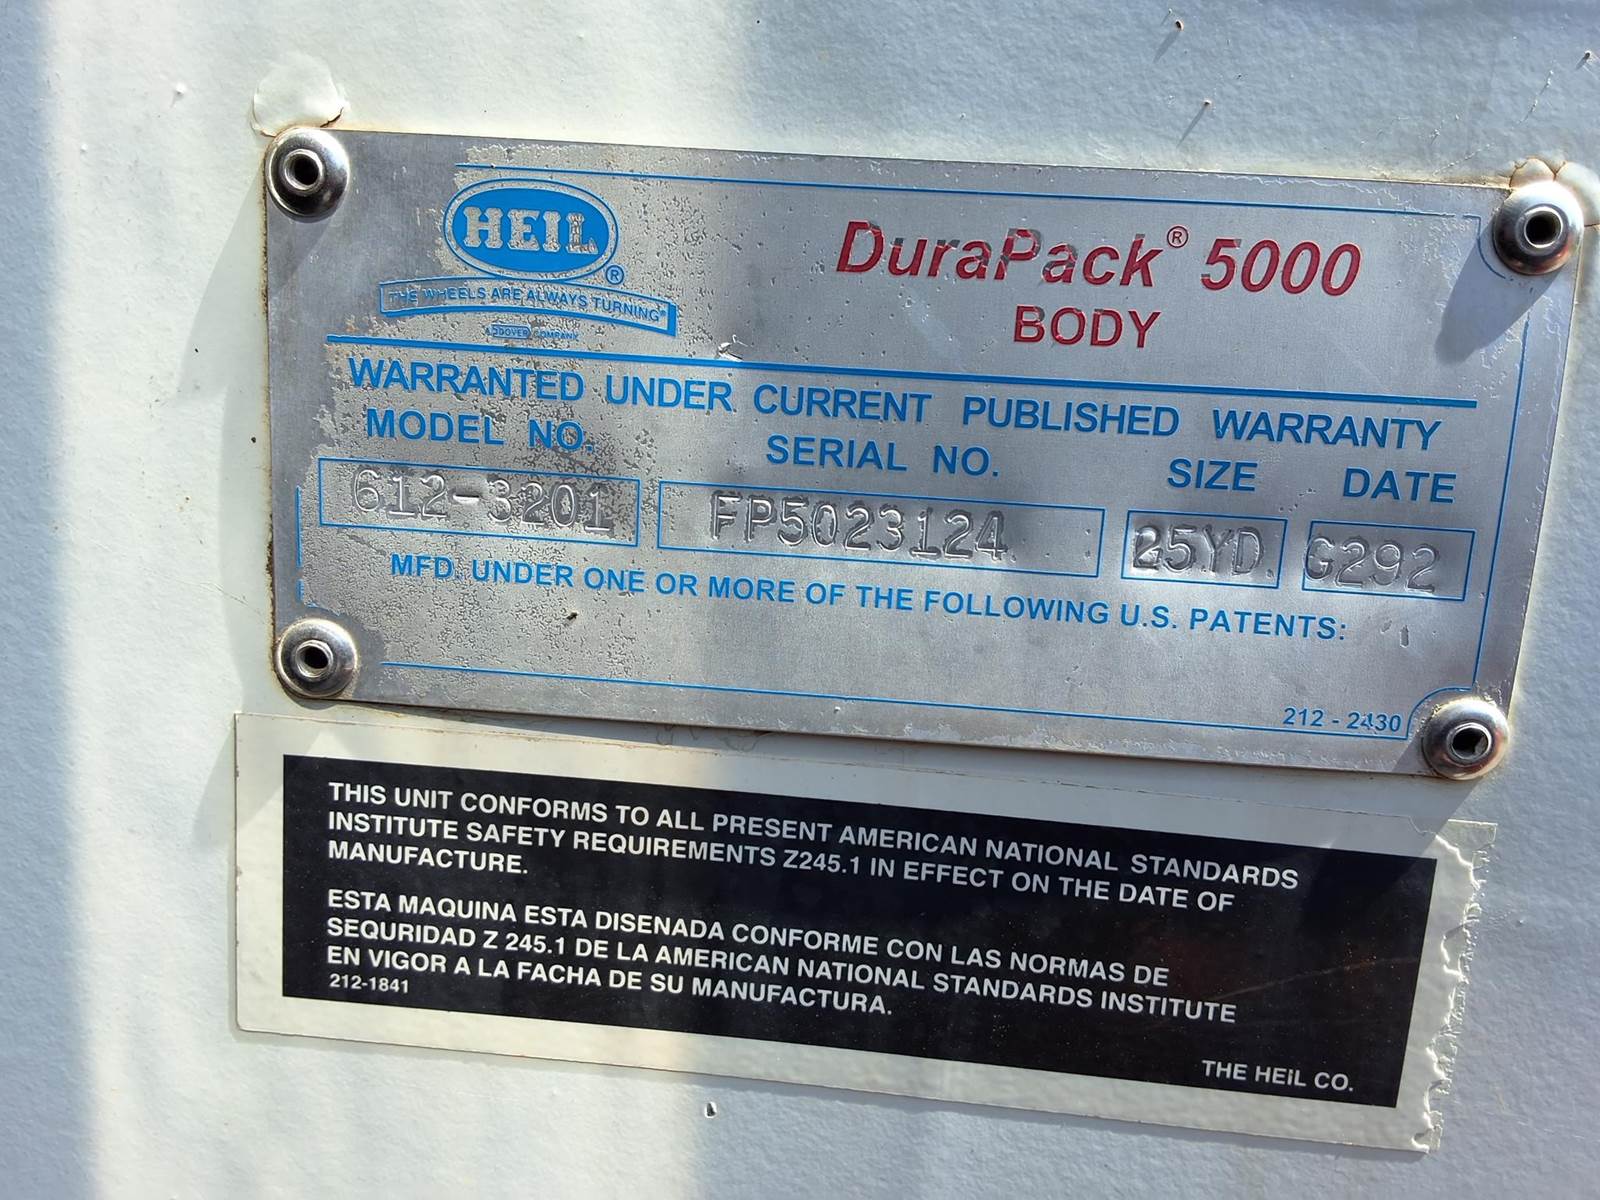 HEIL®
THE WHEELS ARE ALWAYS TURNING®
A DOVER COMPANY
DuraPack® 5000
BODY
WARRANTED UNDER CURRENT PUBLISHED WARRANTY
MODEL NO. SERIAL NO. SIZE DATE
612-3201 FP5023124 25YD. G292
MFD. UNDER ONE OR MORE OF THE FOLLOWING U.S. PATENTS:
212 - 2430
THIS UNIT CONFORMS TO ALL PRESENT AMERICAN NATIONAL STANDARDS
INSTITUTE SAFETY REQUIREMENTS Z245.1 IN EFFECT ON THE DATE OF
MANUFACTURE.
ESTA MAQUINA ESTA DISENADA CONFORME CON LAS NORMAS DE
SEQURIDAD Z 245.1 DE LA AMERICAN NATIONAL STANDARDS INSTITUTE
EN VIGOR A LA FACHA DE SU MANUFACTURA.
212-1841
THE HEIL CO.